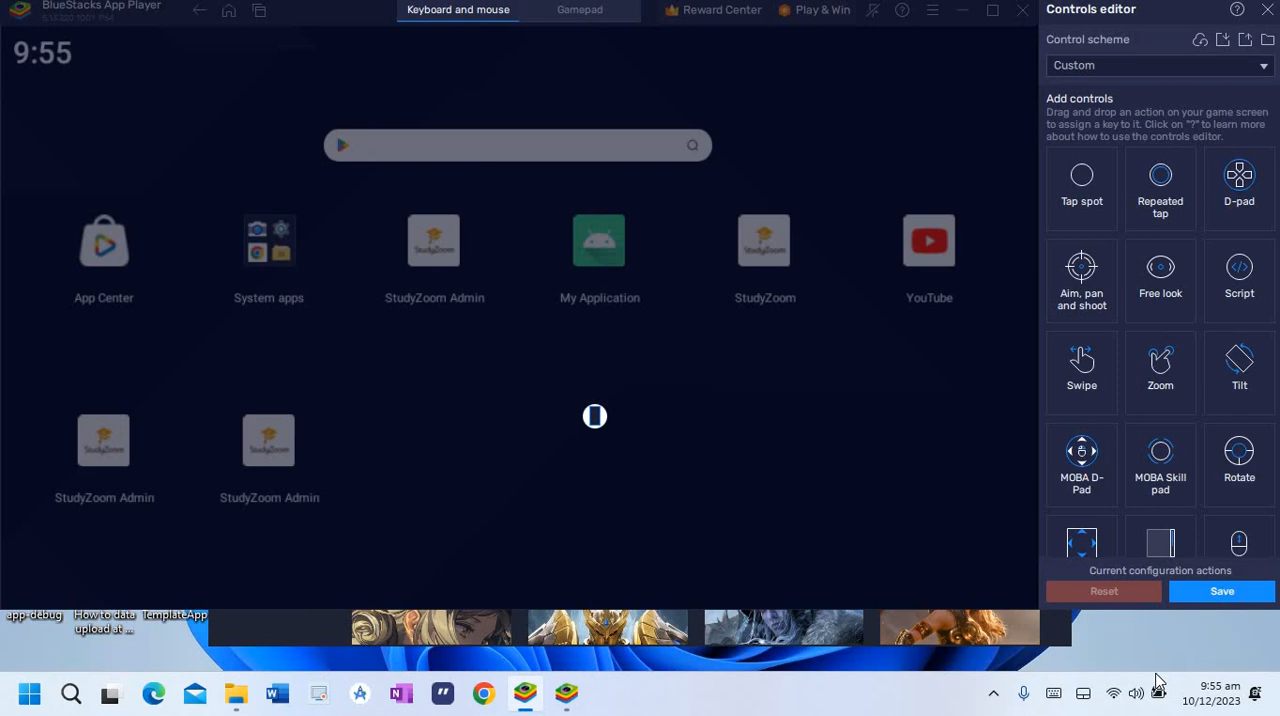 BlueStacks App Player
Keyboard and mouse
Gamepad
Reward Center
Play & Win
Controls editor
9:55
Control scheme
Custom
Add controls
Drag and drop an action on your game screen
to assign a key to it. Click on "?" to learn more
about how to use the controls editor.
Tap spot
Repeated
tap
D-pad
Aim, pan
and shoot
Free look
Script
Swipe
Zoom
Tilt
MOBA D-
Pad
MOBA Skill
pad
Rotate
App Center
System apps
StudyZoom
StudyZoom Admin
My Application
StudyZoom
StudyZoom
YouTube
StudyZoom
StudyZoom Admin
StudyZoom
StudyZoom Admin
Current configuration actions
Reset
Save
app-debug
How to data
upload at ...
TemplateApp
9:55 am
10/12/2023